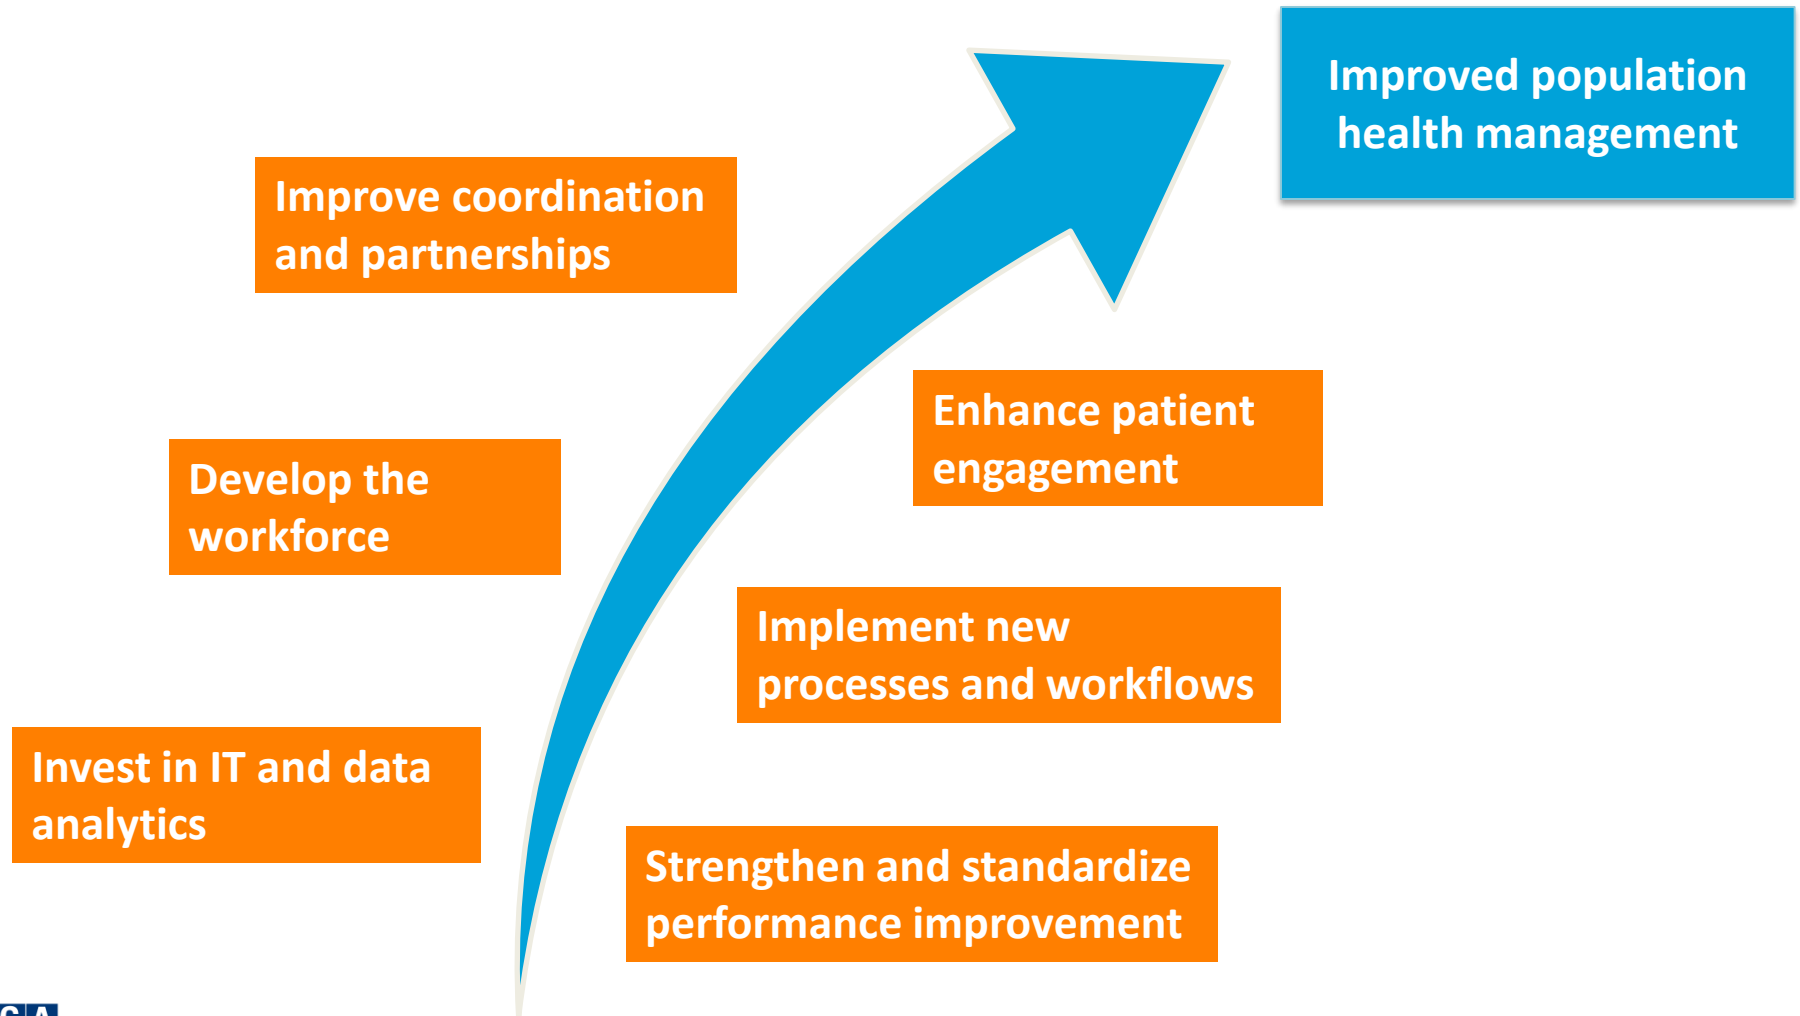 Improved population
health management
Improve coordination
and partnerships
Enhance patient
engagement
Develop the
workforce
Implement new
processes and workflows
Invest in IT and data
analytics
Strengthen and standardize
performance improvement